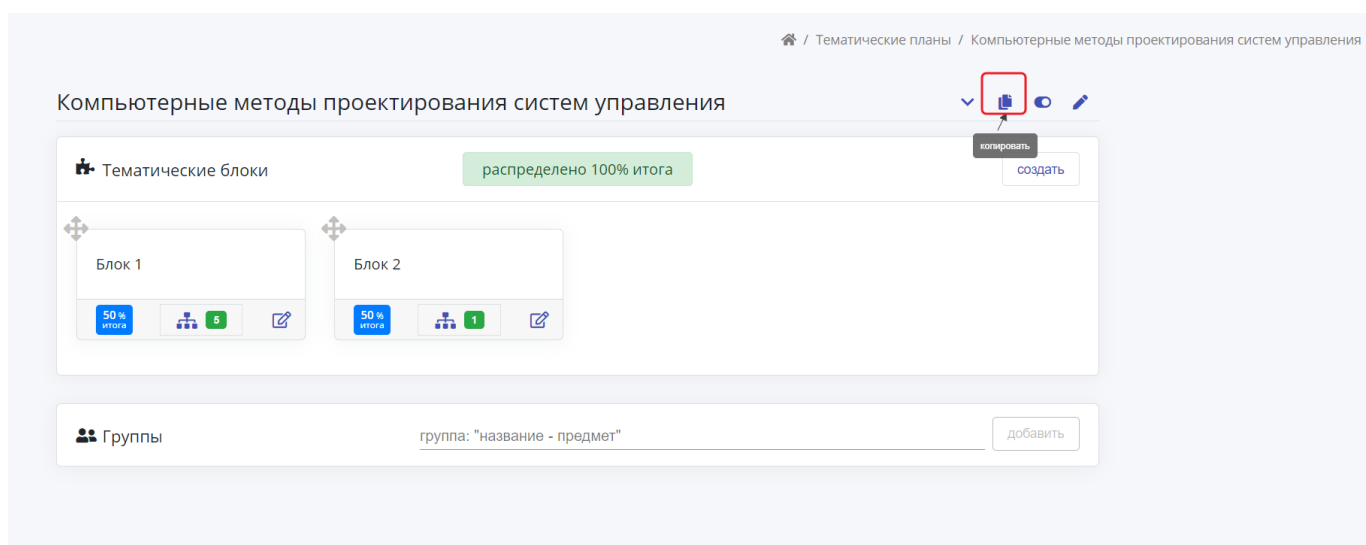 / Тематические планы / Компьютерные методы проектирования систем управления
Компьютерные методы проектирования систем управления
копировать
Тематические блоки
распределено 100% итога
создать
Блок 1
Блок 2
50 %
итога
5
50 %
итога
1
Группы
группа: "название - предмет"
добавить